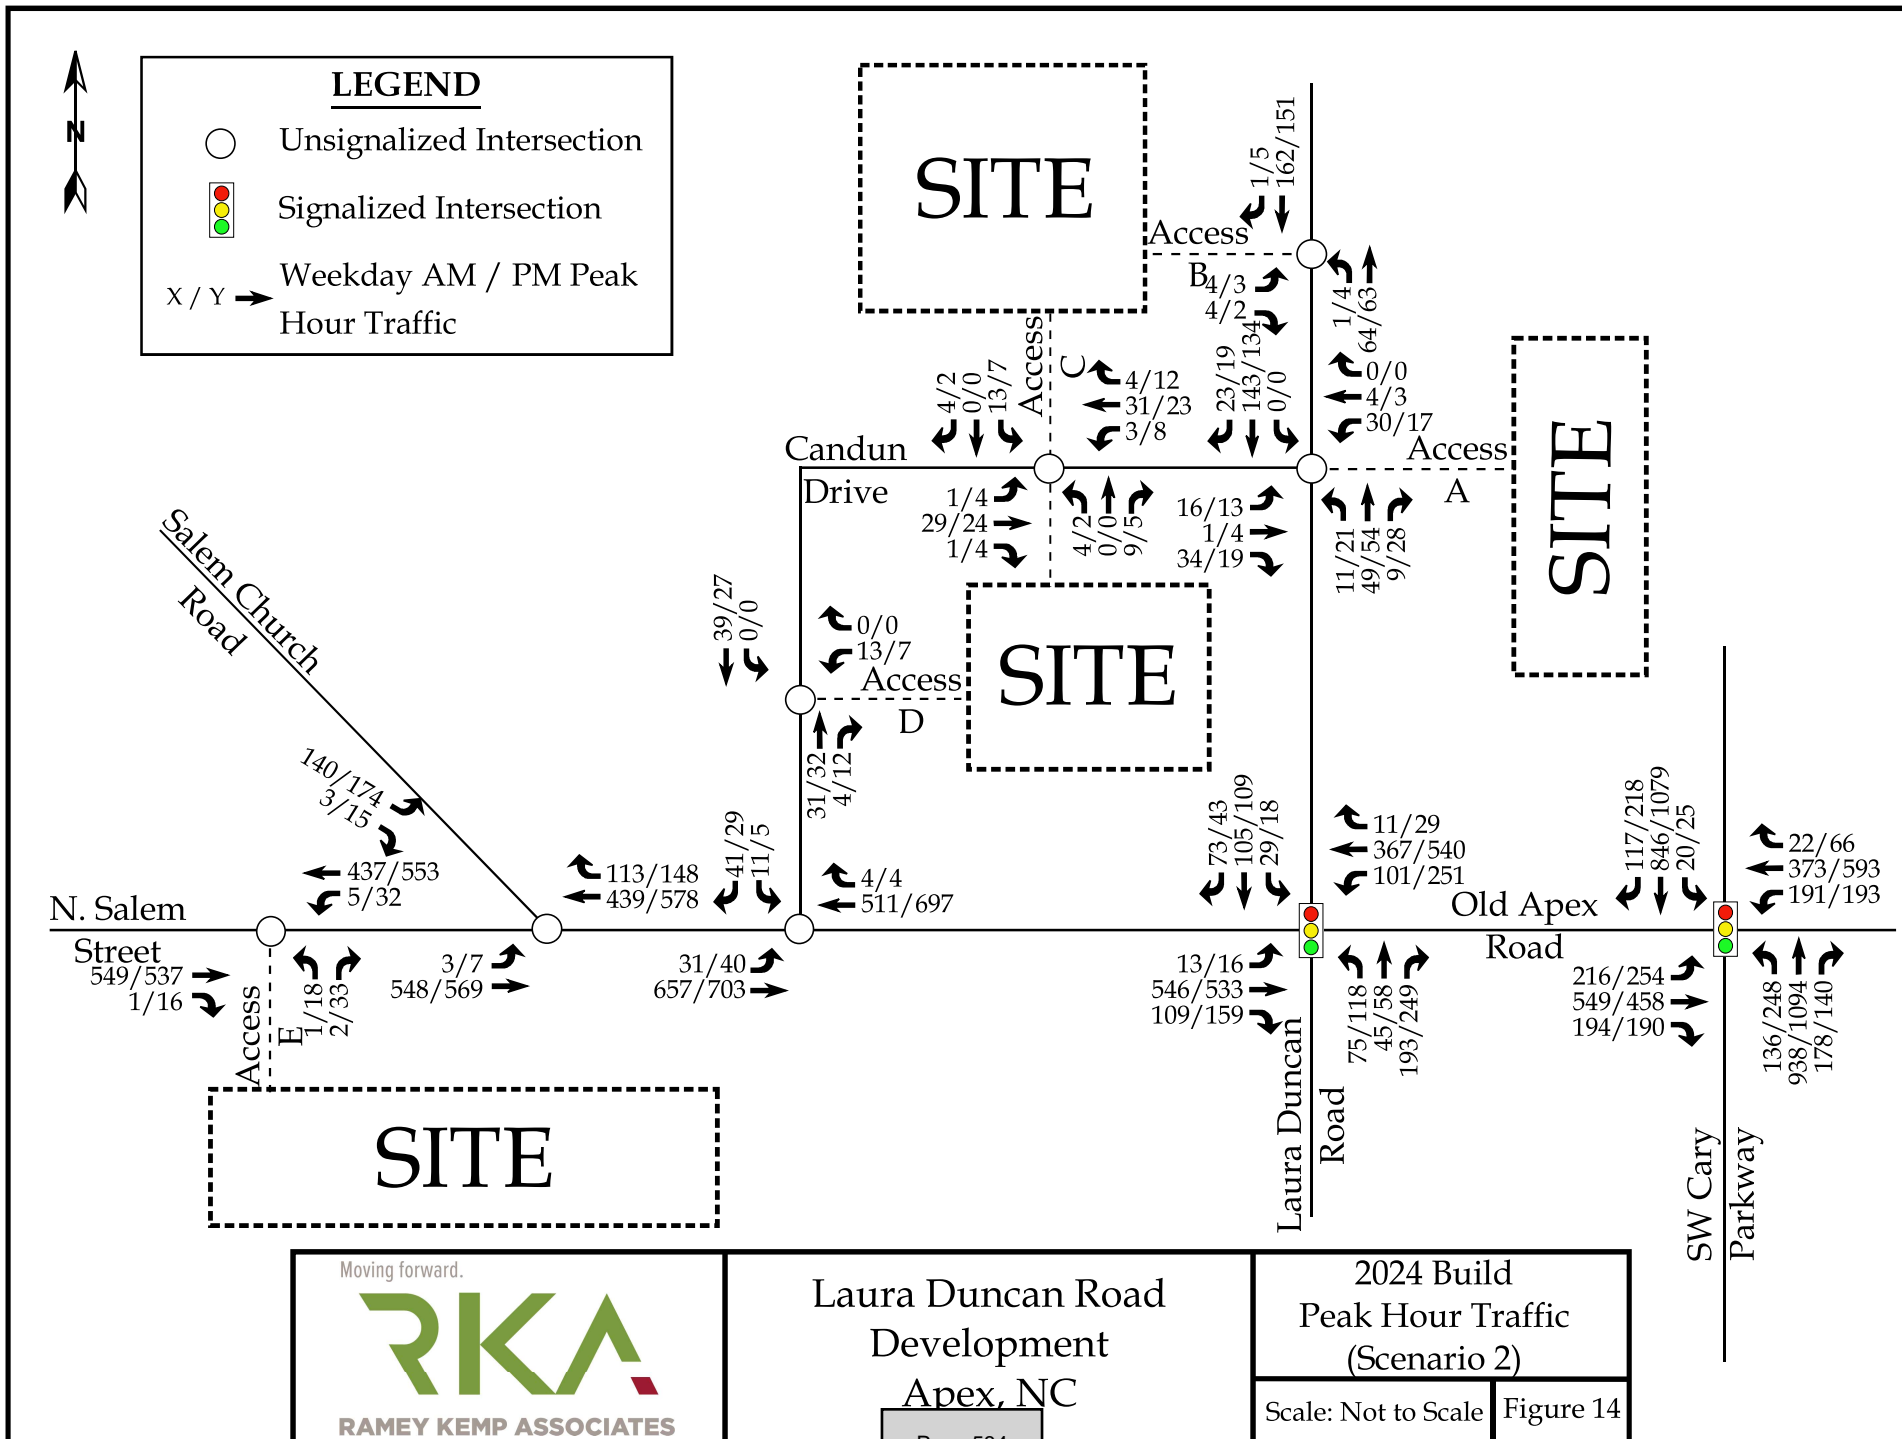 N
LEGEND
Unsignalized Intersection
Signalized Intersection
X / Y
Weekday AM / PM Peak
Hour Traffic
SITE
1/5
162/151
Access
B
4/3
4/2
1/4
64/63
Access
C
4/2
0/0
13/7
4/12
31/23
3/8
23/19
143/134
0/0
0/0
4/3
30/17
Access
A
SITE
Candun
Drive
1/4
29/24
1/4
4/2
0/0
9/5
16/13
1/4
34/19
11/21
49/54
9/28
Salem Church
Road
39/27
0/0
0/0
13/7
Access
D
SITE
31/32
4/12
140/174
3/15
437/553
5/32
113/148
439/578
41/29
11/5
4/4
511/697
73/43
105/109
29/18
11/29
367/540
101/251
117/218
846/1079
20/25
22/66
373/593
191/193
N. Salem
Street
Old Apex
Road
549/537
1/16
Access
E
1/18
2/33
3/7
548/569
31/40
657/703
13/16
546/533
109/159
75/118
45/58
193/249
216/254
549/458
194/190
136/248
938/1094
178/140
Laura Duncan
Road
SW Cary
Parkway
SITE
Moving forward.
RKA
RAMEY KEMP ASSOCIATES
Laura Duncan Road
Development
Apex, NC
2024 Build
Peak Hour Traffic
(Scenario 2)
Scale: Not to Scale
Figure 14